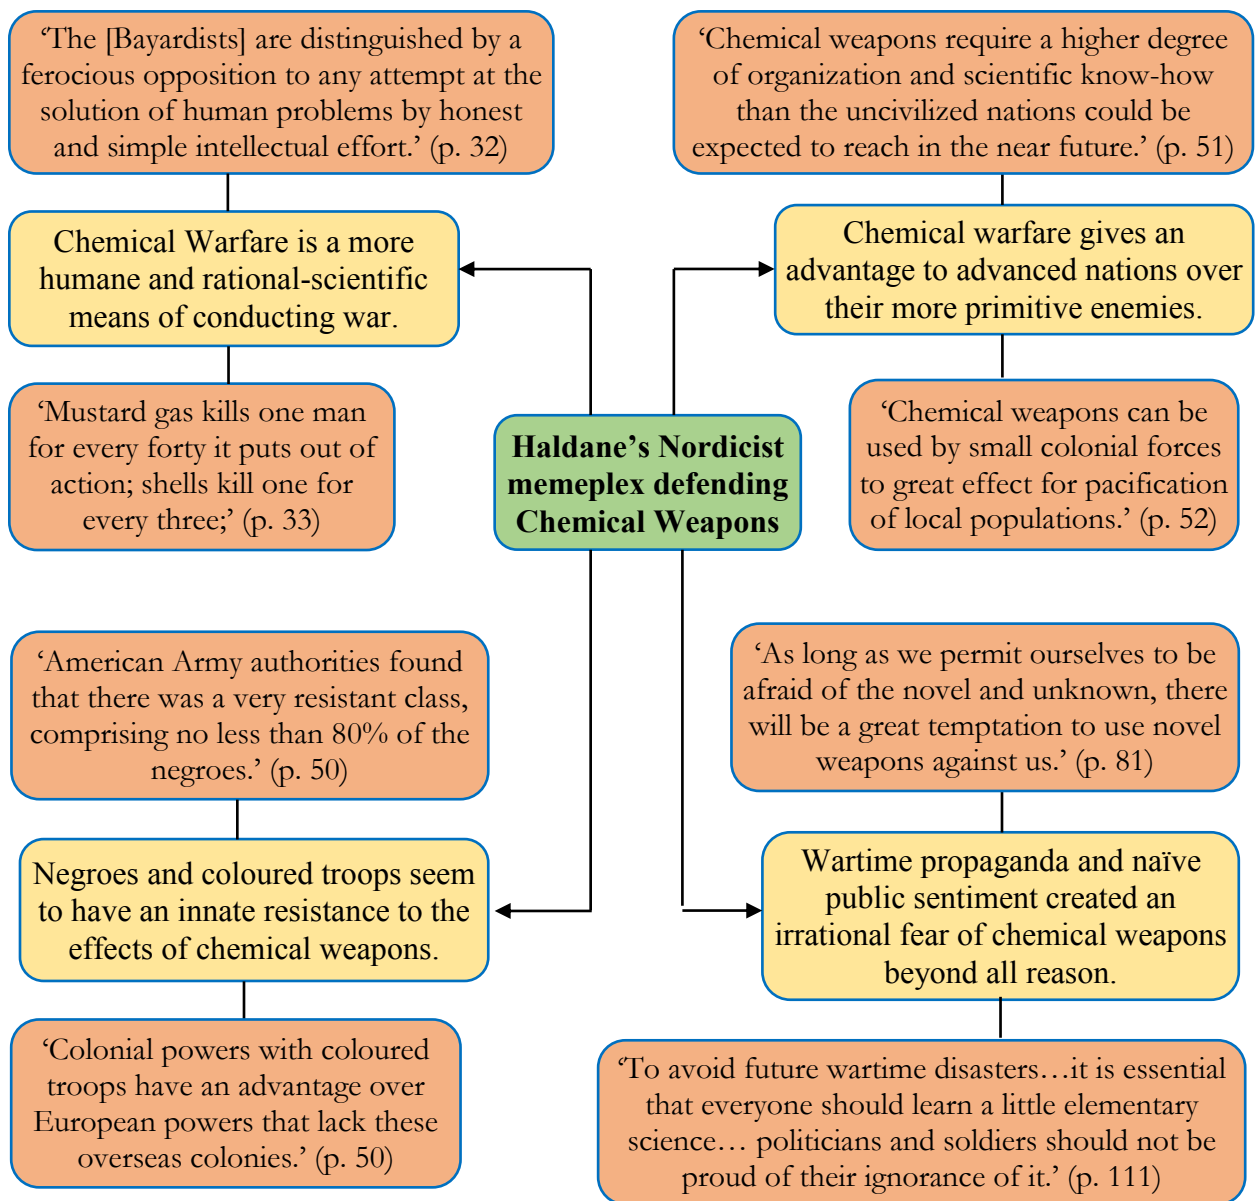 ‘The [Bayardists] are distinguished by a
ferocious opposition to any attempt at the
solution of human problems by honest
and simple intellectual effort.’ (p. 32)
‘Chemical weapons require a higher degree
of organization and scientific know-how
than the uncivilized nations could be
expected to reach in the near future.’ (p. 51)
Chemical Warfare is a more
humane and rational-scientific
means of conducting war.
Chemical warfare gives an
advantage to advanced nations over
their more primitive enemies.
‘Mustard gas kills one man
for every forty it puts out of
action; shells kill one for
every three;’ (p. 33)
Haldane’s Nordicist
memeplex defending
Chemical Weapons
‘Chemical weapons can be
used by small colonial forces
to great effect for pacification
of local populations.’ (p. 52)
‘American Army authorities found
that there was a very resistant class,
comprising no less than 80% of the
negroes.’ (p. 50)
‘As long as we permit ourselves to be
afraid of the novel and unknown, there
will be a great temptation to use novel
weapons against us.’ (p. 81)
Negroes and coloured troops seem
to have an innate resistance to the
effects of chemical weapons.
Wartime propaganda and naïve
public sentiment created an
irrational fear of chemical weapons
beyond all reason.
‘Colonial powers with coloured
troops have an advantage over
European powers that lack these
overseas colonies.’ (p. 50)
‘To avoid future wartime disasters…it is essential
that everyone should learn a little elementary
science… politicians and soldiers should not be
proud of their ignorance of it.’ (p. 111)